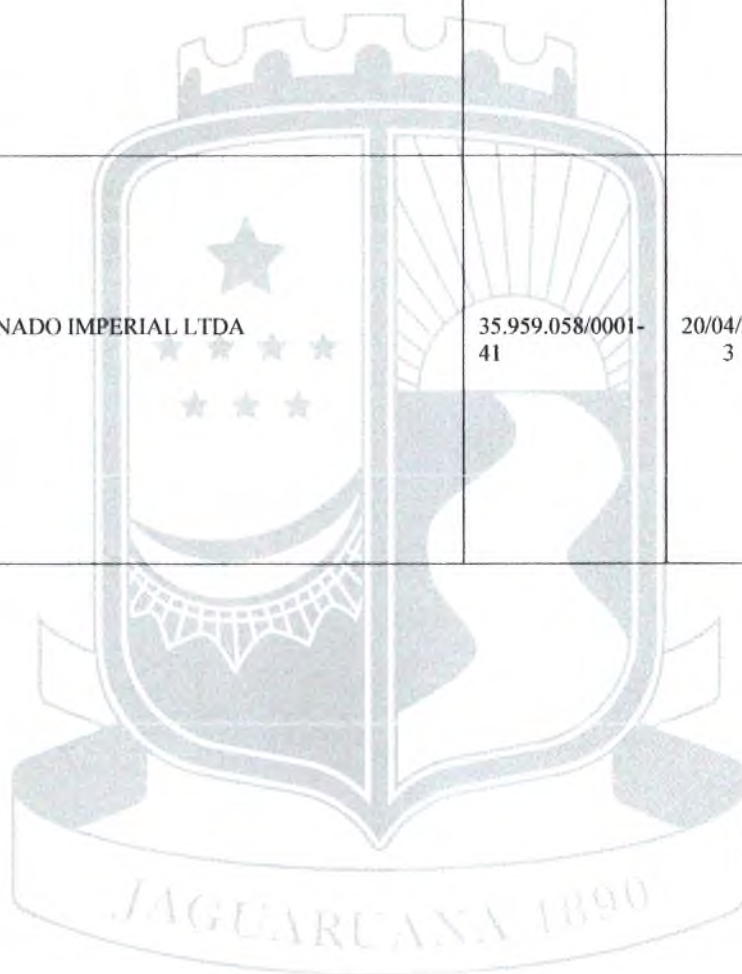 NADO IMPERIAL LTDA
35.959.058/0001-
41
20/04/
3
JAGUARUANA 1890